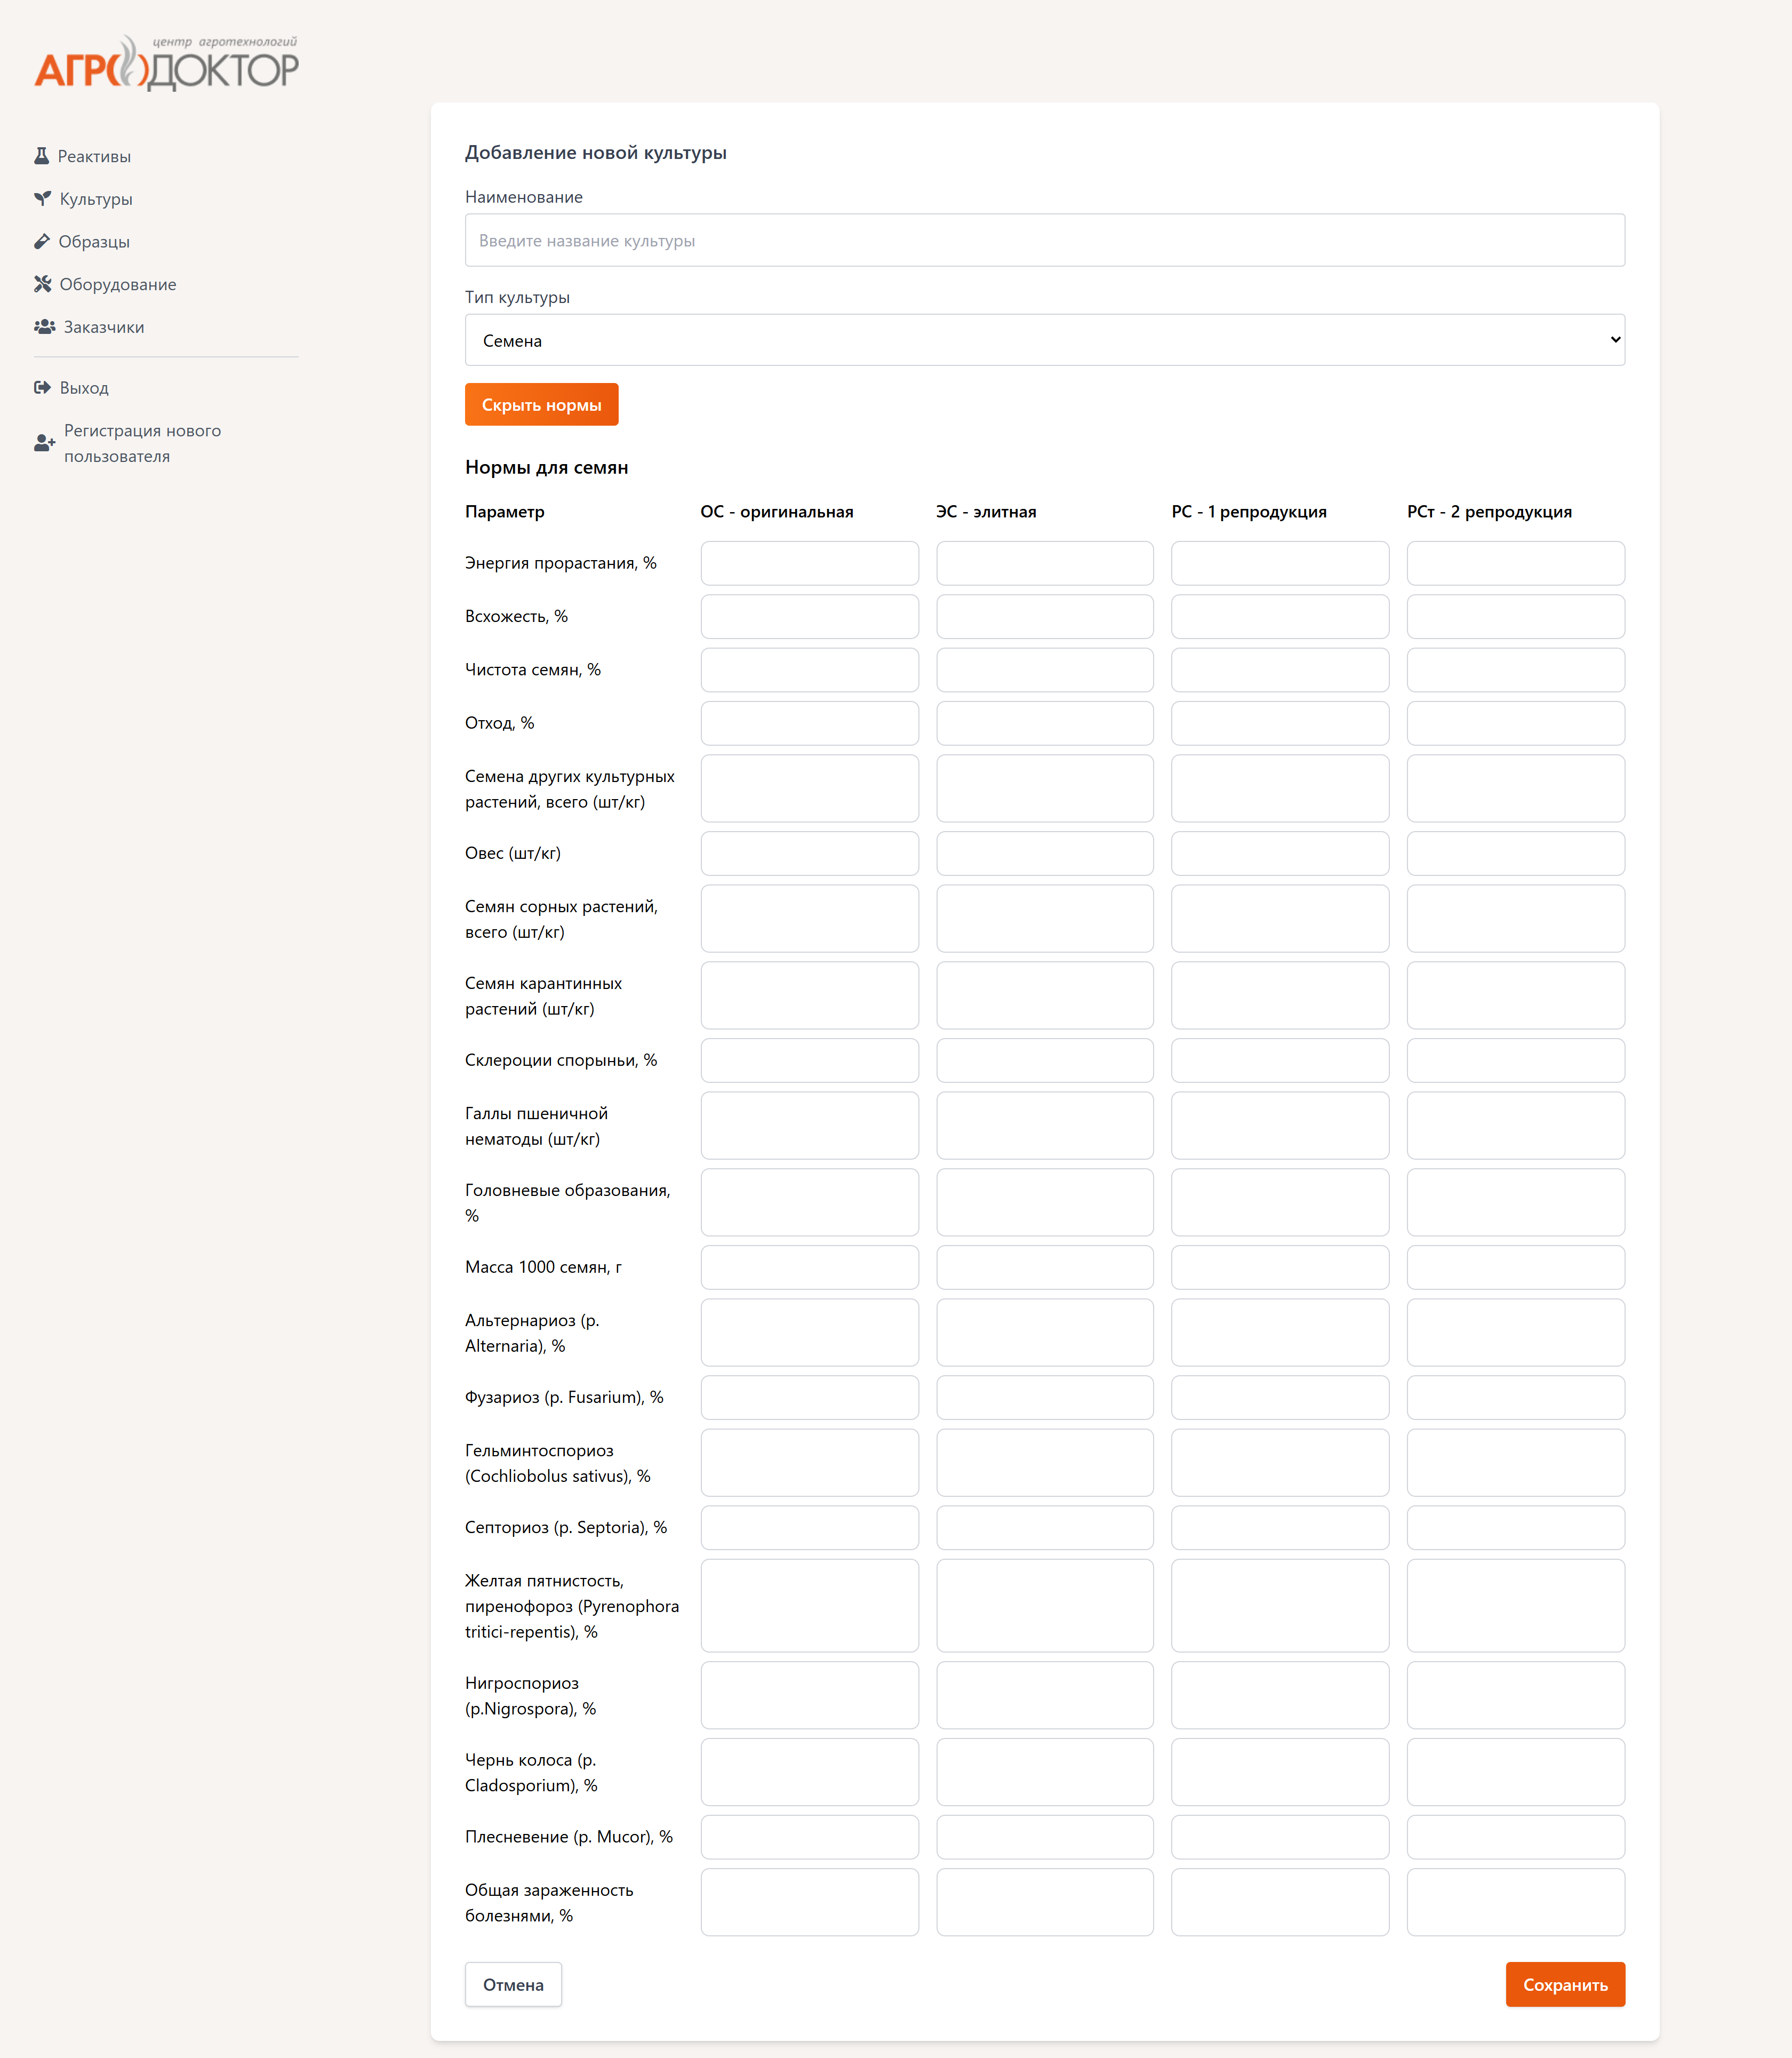 центр агротехнологий
АГРОДОКТОР
Реактивы
Культуры
Образцы
Оборудование
Заказчики
Выход
Регистрация нового
пользователя
Добавление новой культуры
Наименование
Введите название культуры
Тип культуры
Семена
Скрыть нормы
Нормы для семян
Параметр ОС - оригинальная ЭС - элитная РС - 1 репродукция РСт - 2 репродукция
Энергия прорастания, %
Всхожесть, %
Чистота семян, %
Отход, %
Семена других культурных
растений, всего (шт/кг)
Овес (шт/кг)
Семян сорных растений,
всего (шт/кг)
Семян карантинных
растений (шт/кг)
Склероции спорыньи, %
Галлы пшеничной
нематоды (шт/кг)
Головневые образования,
%
Масса 1000 семян, г
Альтернариоз (р.
Alternaria), %
Фузариоз (р. Fusarium), %
Гельминтоспориоз
(Cochliobolus sativus), %
Септориоз (р. Septoria), %
Желтая пятнистость,
пиренофороз (Pyrenophora
tritici-repentis), %
Нигроспориоз
(р.Nigrospora), %
Чернь колоса (р.
Cladosporium), %
Плесневение (р. Mucor), %
Общая зараженность
болезнями, %
Отмена
Сохранить